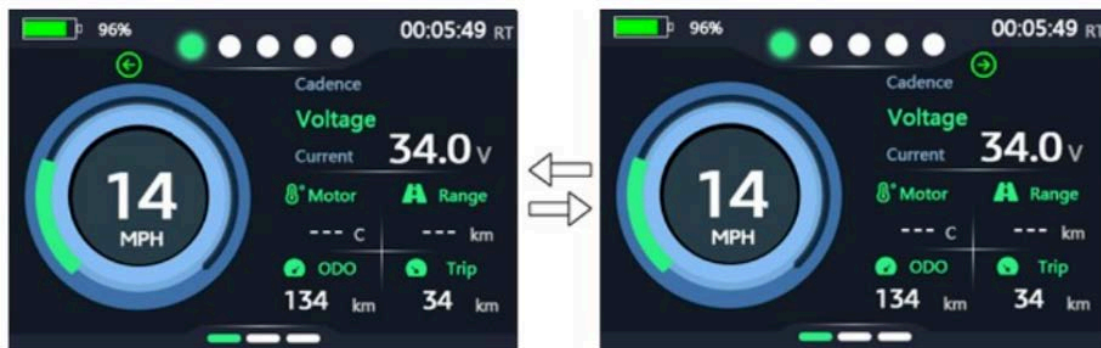 96% 00:05:49 RT
Cadence
Voltage
Current 34.0 V
14
MPH
Motor Range
--- C --- km
ODO Trip
134 km 34 km
96% 00:05:49 RT
Cadence
Voltage
Current 34.0 V
14
MPH
Motor Range
--- C --- km
ODO Trip
134 km 34 km